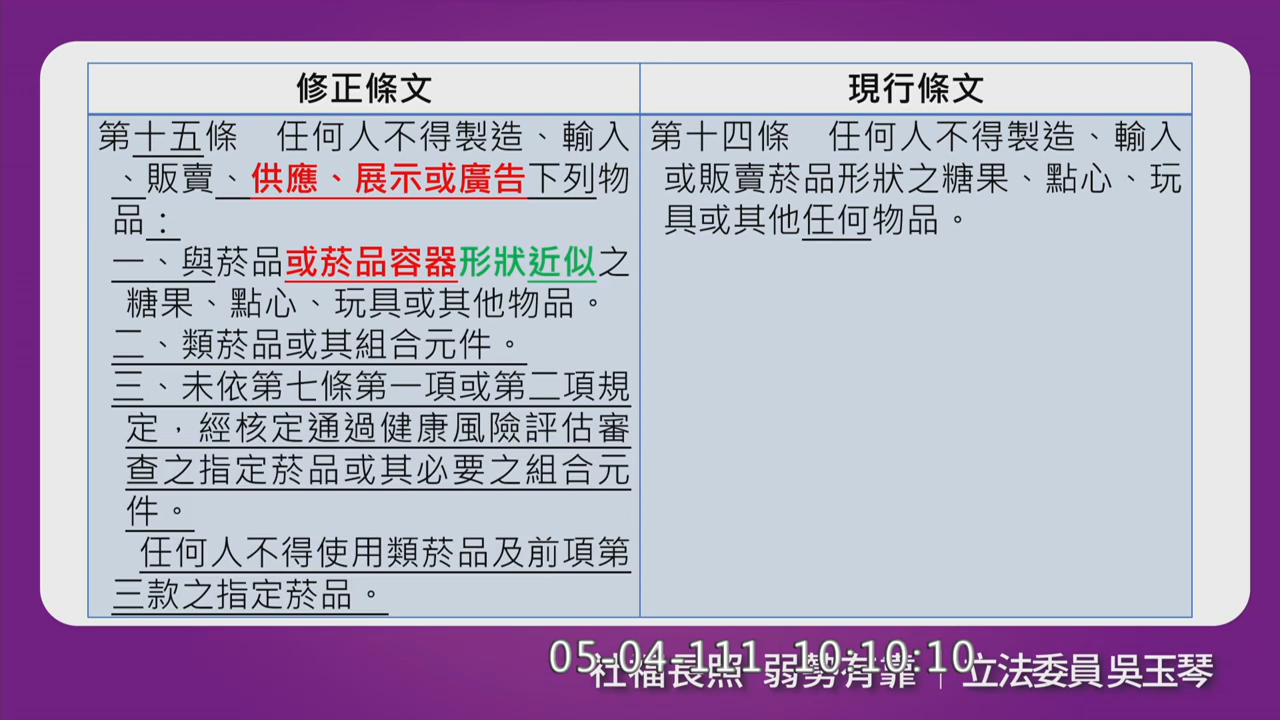 修正條文
現行條文
第十五條 任何人不得製造、輸入
、販賣、供應、展示或廣告下列物
品：
一、與菸品或菸品容器形狀近似之
糖果、點心、玩具或其他物品。
二、類菸品或其組合元件。
三、未依第七條第一項或第二項規
定，經核定通過健康風險評估審
查之指定菸品或其必要之組合元
件。
任何人不得使用類菸品及前項第
三款之指定菸品。
第十四條 任何人不得製造、輸入
或販賣菸品形狀之糖果、點心、玩
具或其他任何物品。
05-04-111 10:10:10
社福長照 弱勢有靠｜立法委員 吳玉琴